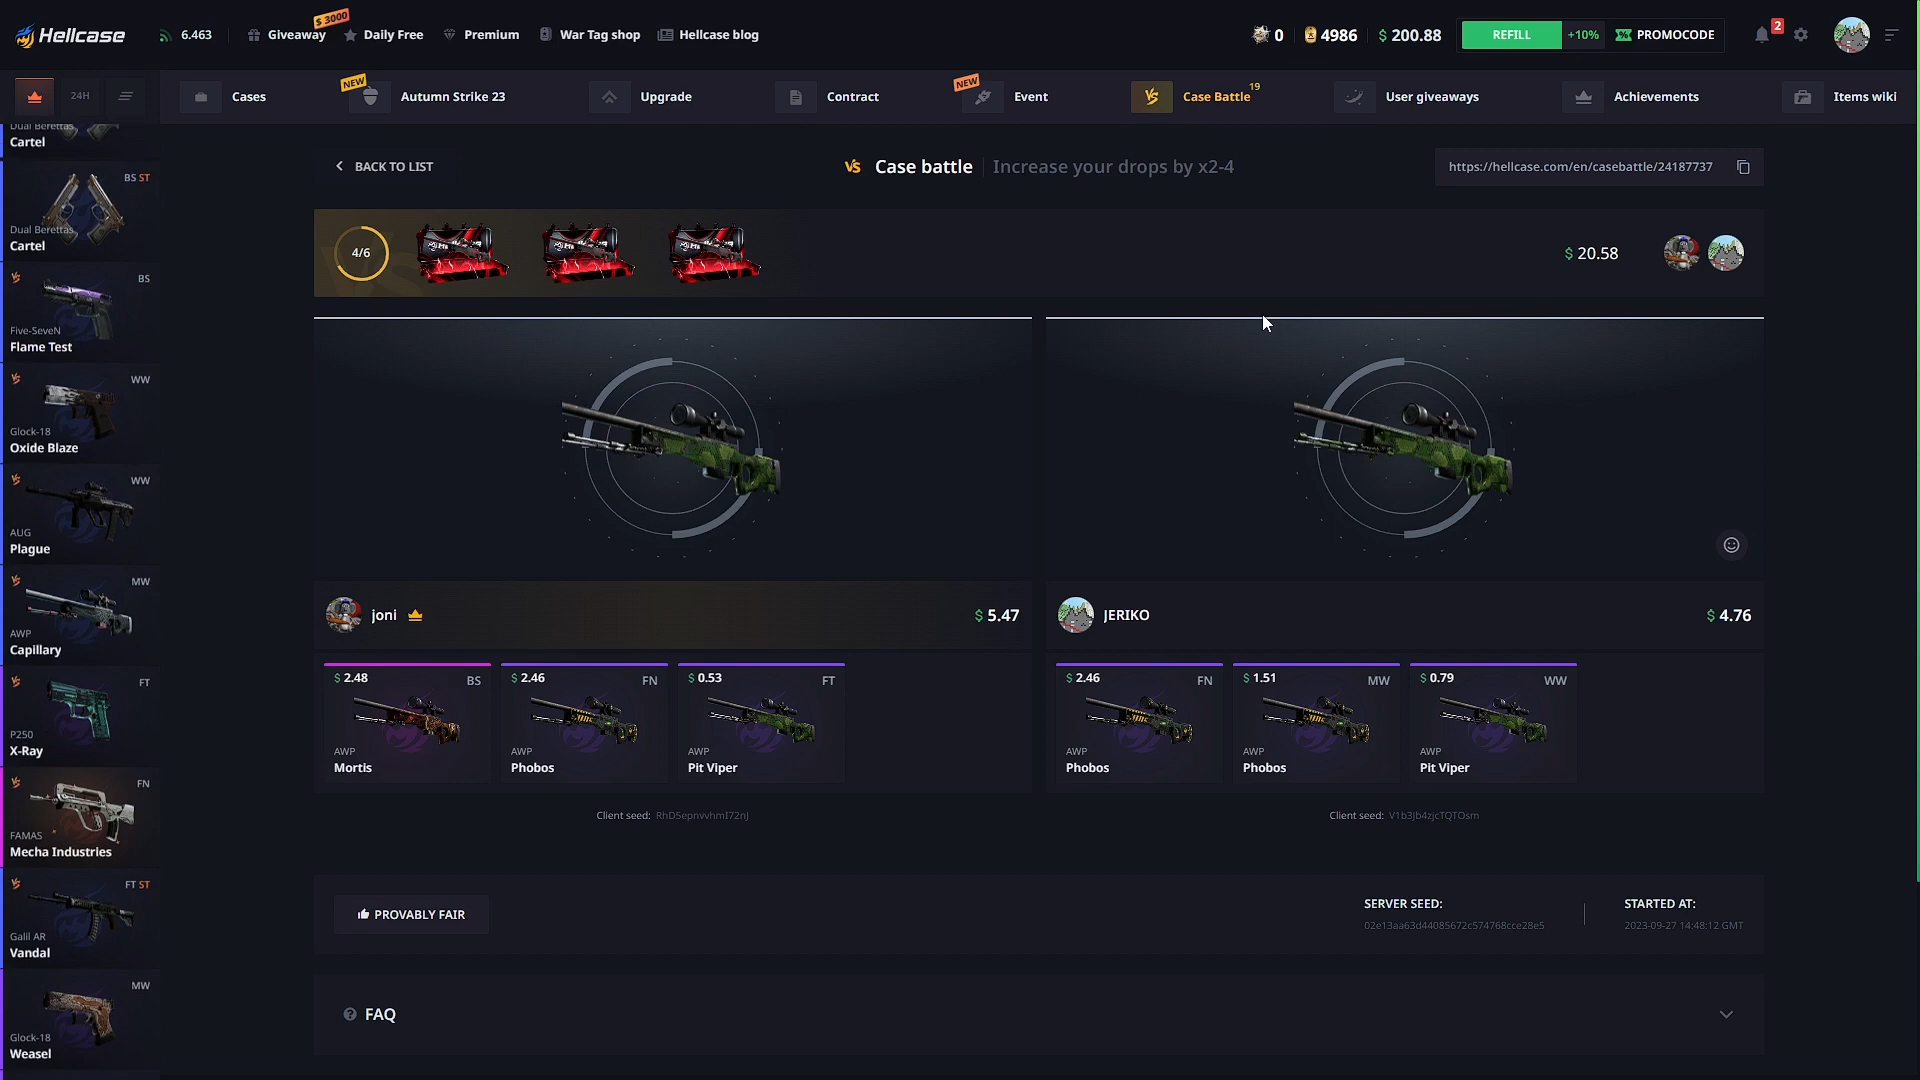 Hellcase
6.463
$ 3000
Giveaway
Daily Free
Premium
War Tag shop
Hellcase blog
0
4986
$ 200.88
REFILL
+10%
PROMOCODE
2
24H
Cases
NEW
Autumn Strike 23
Upgrade
Contract
NEW
Event
VS
Case Battle 19
User giveaways
Achievements
Items wiki
Dual Berettas
Cartel
BS ST
Dual Berettas
Cartel
BS
Five-SeveN
Flame Test
WW
Glock-18
Oxide Blaze
WW
AUG
Plague
MW
AWP
Capillary
FT
P250
X-Ray
FN
FAMAS
Mecha Industries
FT ST
Galil AR
Vandal
MW
Glock-18
Weasel
BACK TO LIST
VS Case battle
Increase your drops by x2-4
https://hellcase.com/en/casebattle/24187737
4/6
$ 20.58
joni
$ 5.47
JERIKO
$ 4.76
$ 2.48 BS
AWP
Mortis
$ 2.46 FN
AWP
Phobos
$ 0.53 FT
AWP
Pit Viper
$ 2.46 FN
AWP
Phobos
$ 1.51 MW
AWP
Phobos
$ 0.79 WW
AWP
Pit Viper
Client seed:
Client seed:
PROVABLY FAIR
SERVER SEED:
02e13aa63d44085672c574768cce28e5
STARTED AT:
2023-09-27 14:48:12 GMT
? FAQ